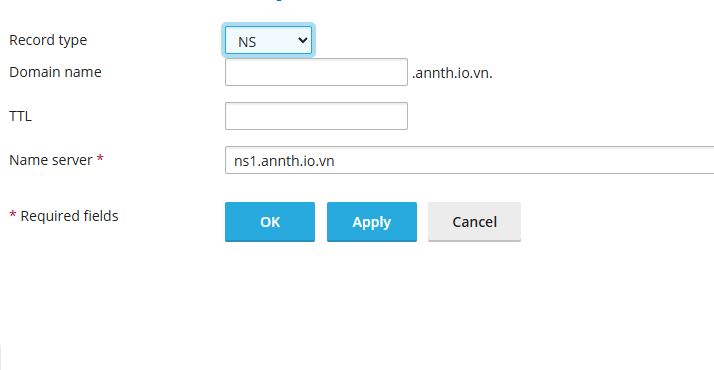 Record type NS
Domain name .annth.io.vn.
TTL
Name server * ns1.annth.io.vn
* Required fields OK Apply Cancel